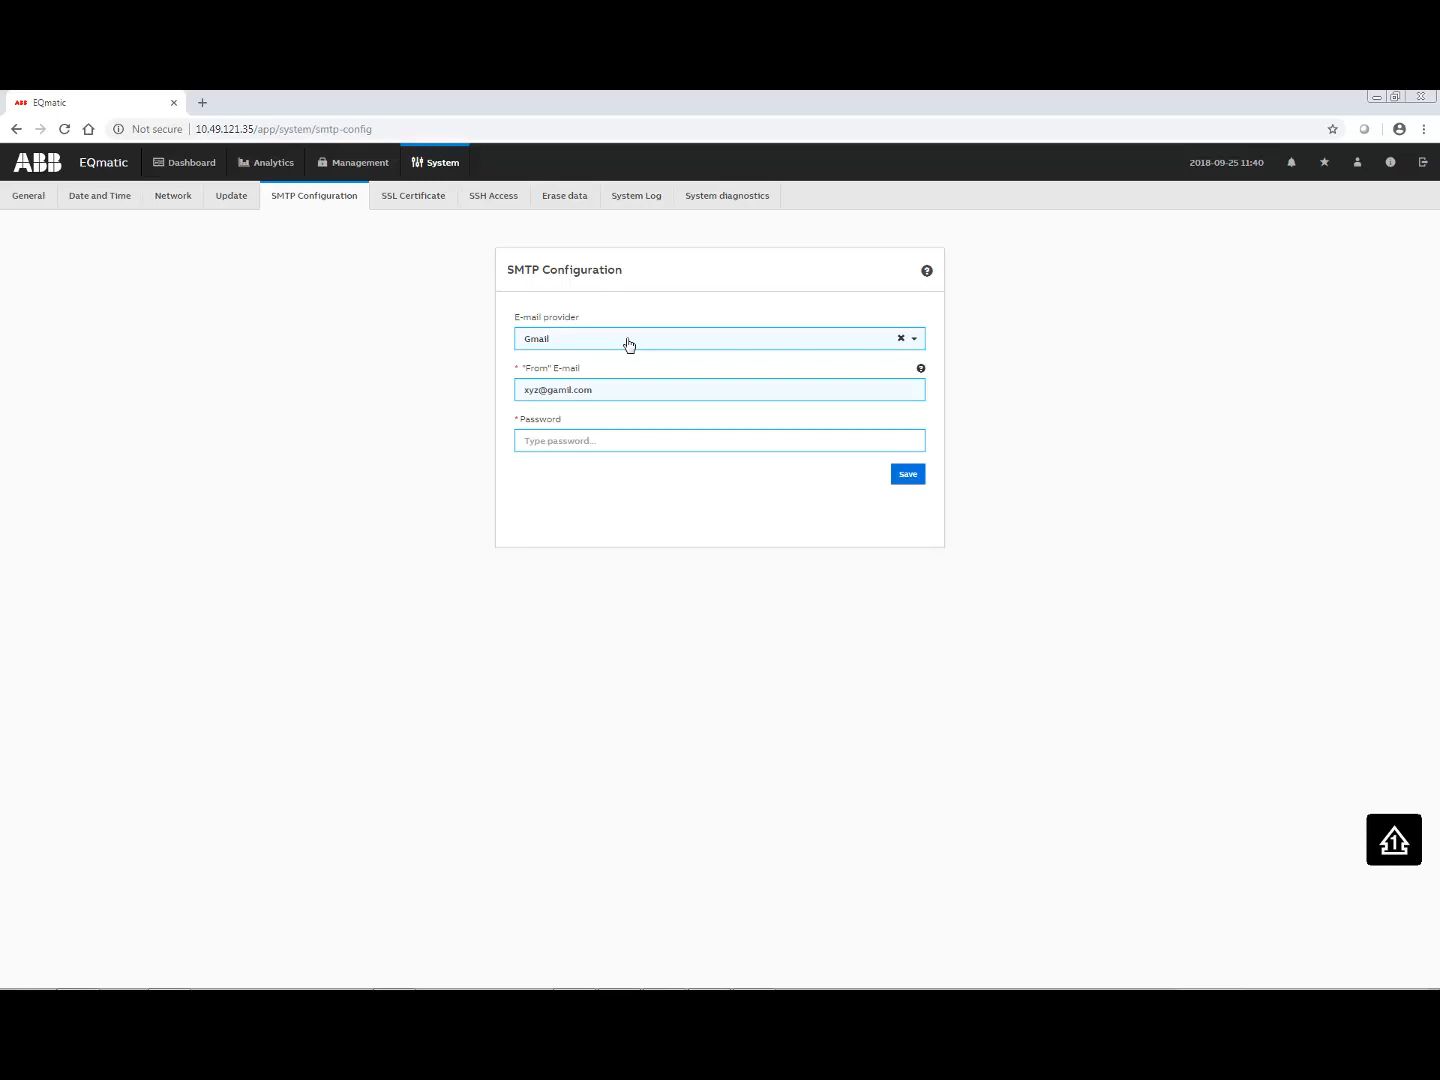 ABB EQmatic
Not secure | 10.49.121.35/app/system/smtp-config
ABB EQmatic Dashboard Analytics Management System 2018-09-25 11:40
General Date and Time Network Update SMTP Configuration SSL Certificate SSH Access Erase data System Log System diagnostics
SMTP Configuration
E-mail provider
Gmail
* "From" E-mail
xyz@gamil.com
* Password
Type password...
Save
1